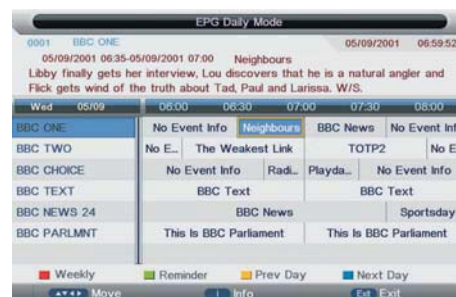 EPG Daily Mode
0001 BBC ONE 05/09/2001 06:59:52
05/09/2001 06:35-05/09/2001 07:00 Neighbours
Libby finally gets her interview, Lou discovers that he is a natural angler and
Flick gets wind of the truth about Tad, Paul and Larissa. W/S.
Wed 05/09 06:00 06:30 07:00 07:30 08:00
BBC ONE No Event Info Neighbours BBC News No Event Inf
BBC TWO No E... The Weakest Link TOTP2 No E
BBC CHOICE No Event Info Radi... Playda... No Event Info
BBC TEXT BBC Text BBC Text
BBC NEWS 24 BBC News Sportsday
BBC PARLMNT This Is BBC Parliament This Is BBC Parliament
Weekly Reminder Prev Day Next Day
Move i Info Exit Exit